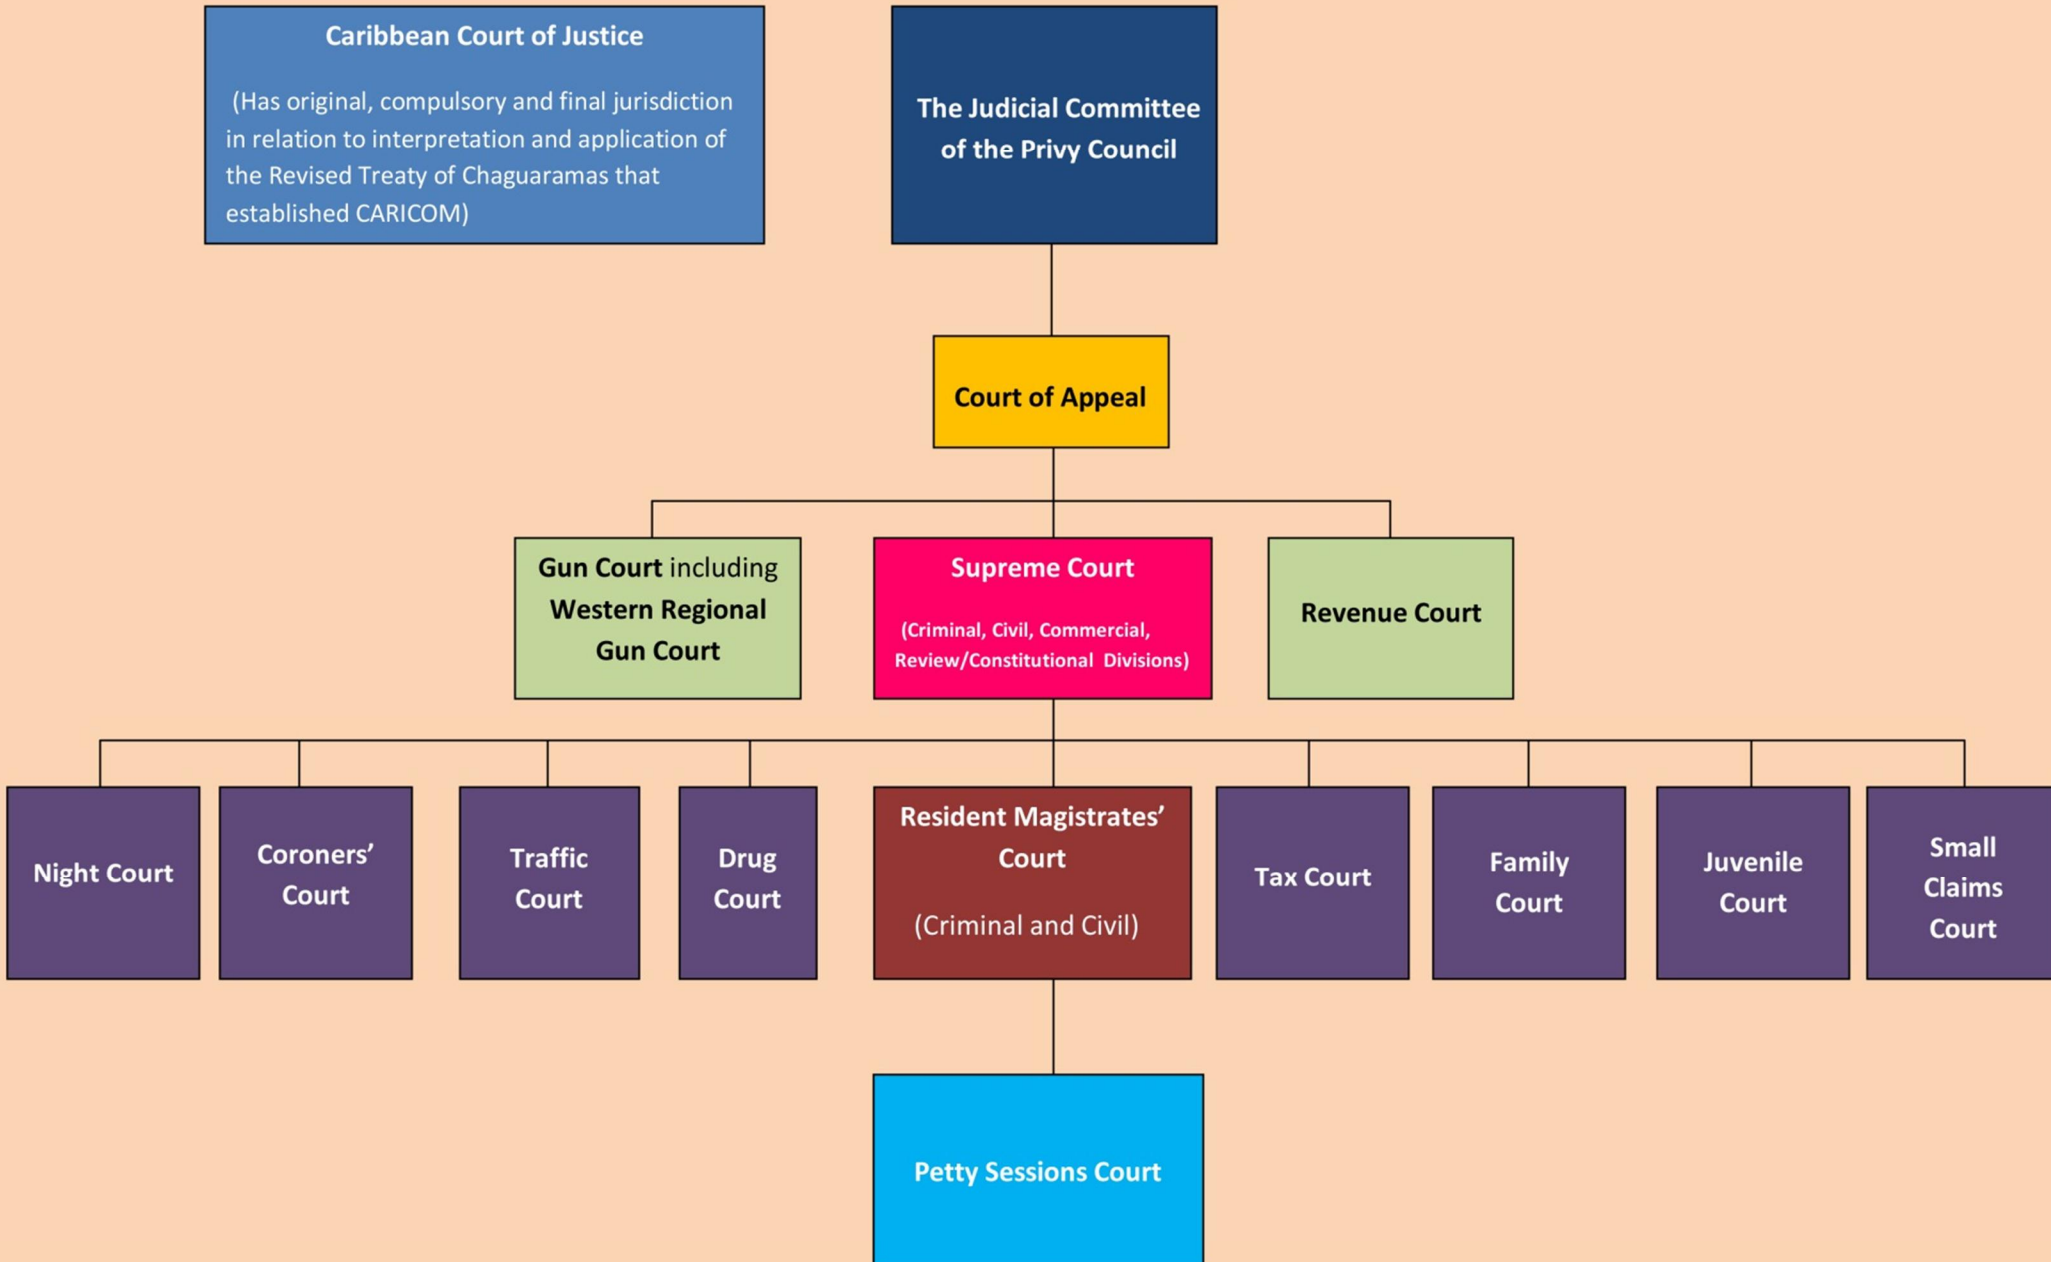 Caribbean Court of Justice
(Has original, compulsory and final jurisdiction
in relation to interpretation and application of
the Revised Treaty of Chaguaramas that
established CARICOM)
The Judicial Committee
of the Privy Council
Court of Appeal
Gun Court including
Western Regional
Gun Court
Supreme Court
(Criminal, Civil, Commercial,
Review/Constitutional Divisions)
Revenue Court
Night Court
Coroners’
Court
Traffic
Court
Drug
Court
Resident Magistrates’
Court
(Criminal and Civil)
Tax Court
Family
Court
Juvenile
Court
Small
Claims
Court
Petty Sessions Court